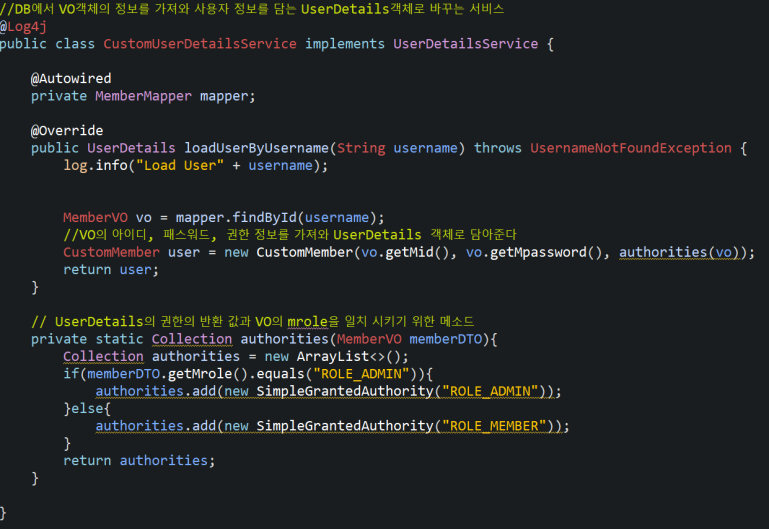 //DB에서 VO객체의 정보를 가져와 사용자 정보를 담는 UserDetails객체로 바꾸는 서비스
@Log4j
public class CustomUserDetailsService implements UserDetailsService {
@Autowired
private MemberMapper mapper;
@Override
public UserDetails loadUserByUsername(String username) throws UsernameNotFoundException {
log.info("Load User" + username);
MemberVO vo = mapper.findById(username);
//VO의 아이디, 패스워드, 권한 정보를 가져와 UserDetails 객체로 담아준다
CustomMember user = new CustomMember(vo.getMid(), vo.getMpassword(), authorities(vo));
return user;
}
// UserDetails의 권한의 반환 값과 VO의 mrole을 일치 시키기 위한 메소드
private static Collection authorities(MemberVO memberDTO){
Collection authorities = new ArrayList<>();
if(memberDTO.getMrole().equals("ROLE_ADMIN")){
authorities.add(new SimpleGrantedAuthority("ROLE_ADMIN"));
}else{
authorities.add(new SimpleGrantedAuthority("ROLE_MEMBER"));
}
return authorities;
}
}